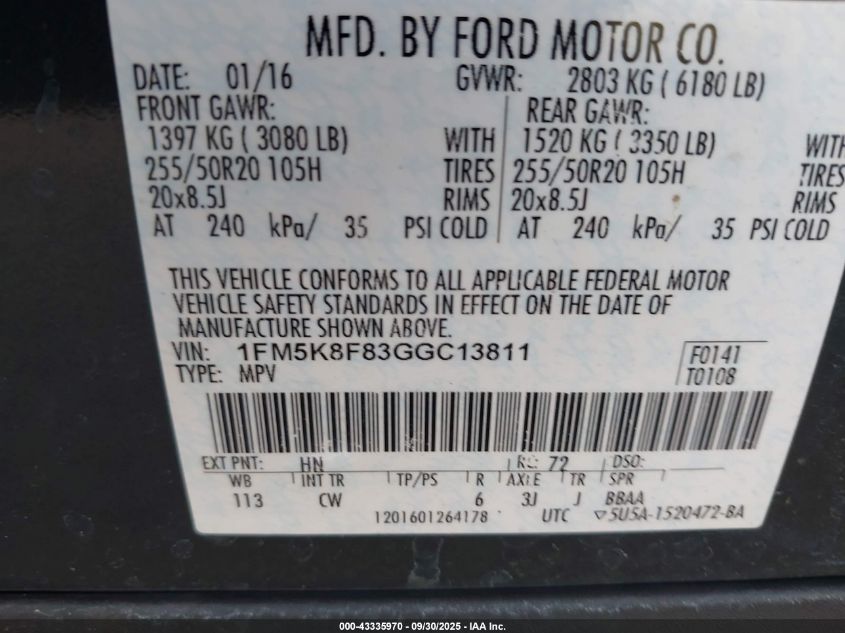 MFD. BY FORD MOTOR CO.
DATE: 01/16 GVWR: 2803 KG ( 6180 LB)
FRONT GAWR: REAR GAWR:
1397 KG ( 3080 LB) WITH 1520 KG ( 3350 LB) WITH
255/50R20 105H TIRES 255/50R20 105H TIRES
20x8.5J RIMS 20x8.5J RIMS
AT 240 kPa/ 35 PSI COLD AT 240 kPa/ 35 PSI COLD
THIS VEHICLE CONFORMS TO ALL APPLICABLE FEDERAL MOTOR
VEHICLE SAFETY STANDARDS IN EFFECT ON THE DATE OF
MANUFACTURE SHOWN ABOVE.
VIN: 1FM5K8F83GGC13811 F0141
TYPE: MPV T0108
EXT PNT: HN RC: 72 DSO:
WB INT TR TP/PS R AXLE TR SPR
113 CW 6 3J J BBAA
1201601264178 UTC ▽5U5A-1520472-BA
000-43335970 - 09/30/2025 - IAA Inc.